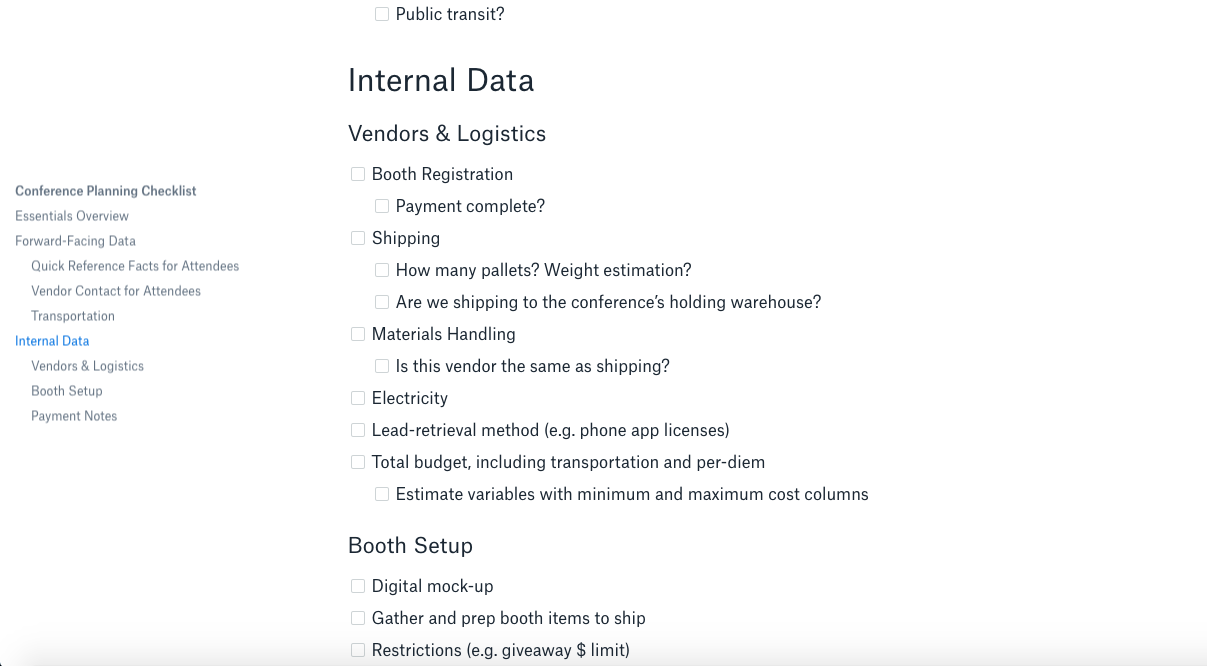 Public transit?
Internal Data
Vendors & Logistics
Booth Registration
Payment complete?
Shipping
How many pallets? Weight estimation?
Are we shipping to the conference’s holding warehouse?
Materials Handling
Is this vendor the same as shipping?
Electricity
Lead-retrieval method (e.g. phone app licenses)
Total budget, including transportation and per-diem
Estimate variables with minimum and maximum cost columns
Booth Setup
Digital mock-up
Gather and prep booth items to ship
Restrictions (e.g. giveaway $ limit)
Conference Planning Checklist
Essentials Overview
Forward-Facing Data
Quick Reference Facts for Attendees
Vendor Contact for Attendees
Transportation
Internal Data
Vendors & Logistics
Booth Setup
Payment Notes